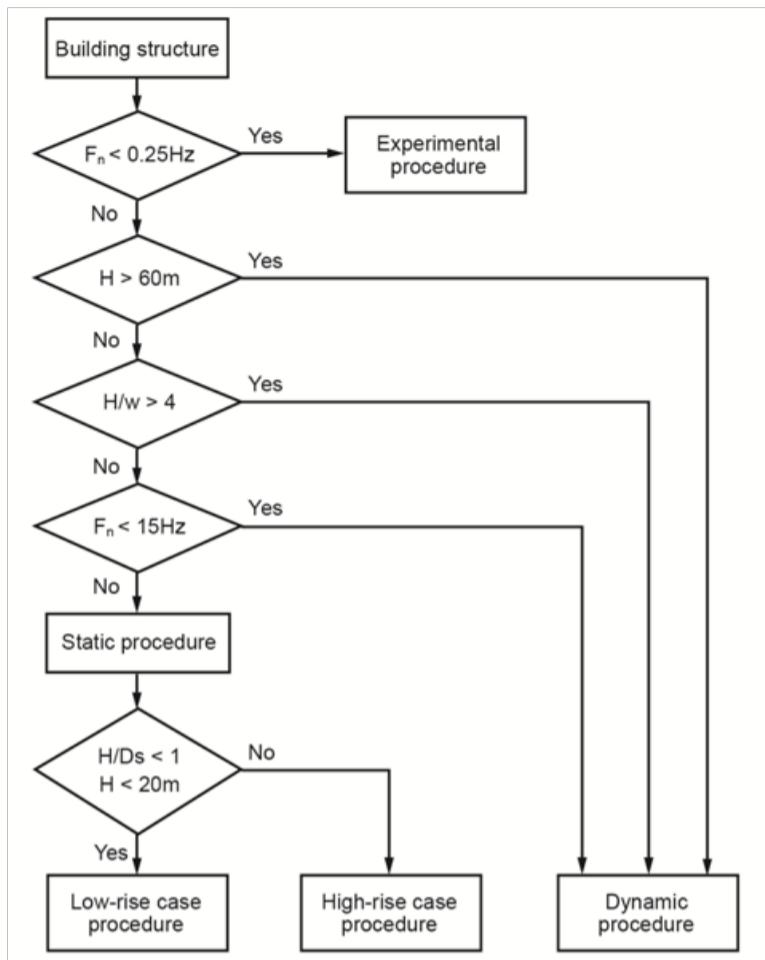 Building structure
Fₙ < 0.25Hz
Yes
Experimental
procedure
No
H > 60m
Yes
No
H/w > 4
Yes
No
Fₙ < 15Hz
Yes
No
Static procedure
H/Ds < 1
H < 20m
No
Yes
Low-rise case
procedure
High-rise case
procedure
Dynamic
procedure